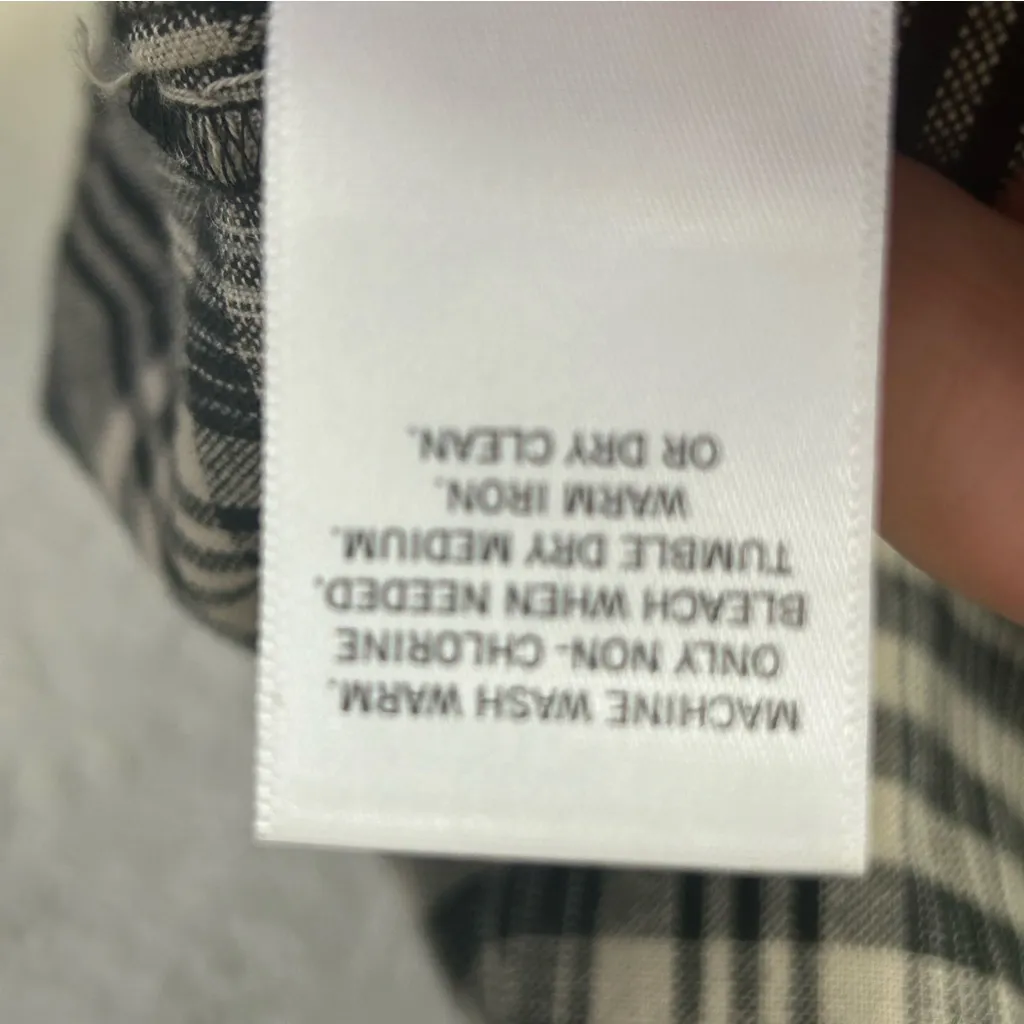 MACHINE WASH WARM.
ONLY NON-CHLORINE
BLEACH WHEN NEEDED.
TUMBLE DRY MEDIUM.
WARM IRON.
OR DRY CLEAN.